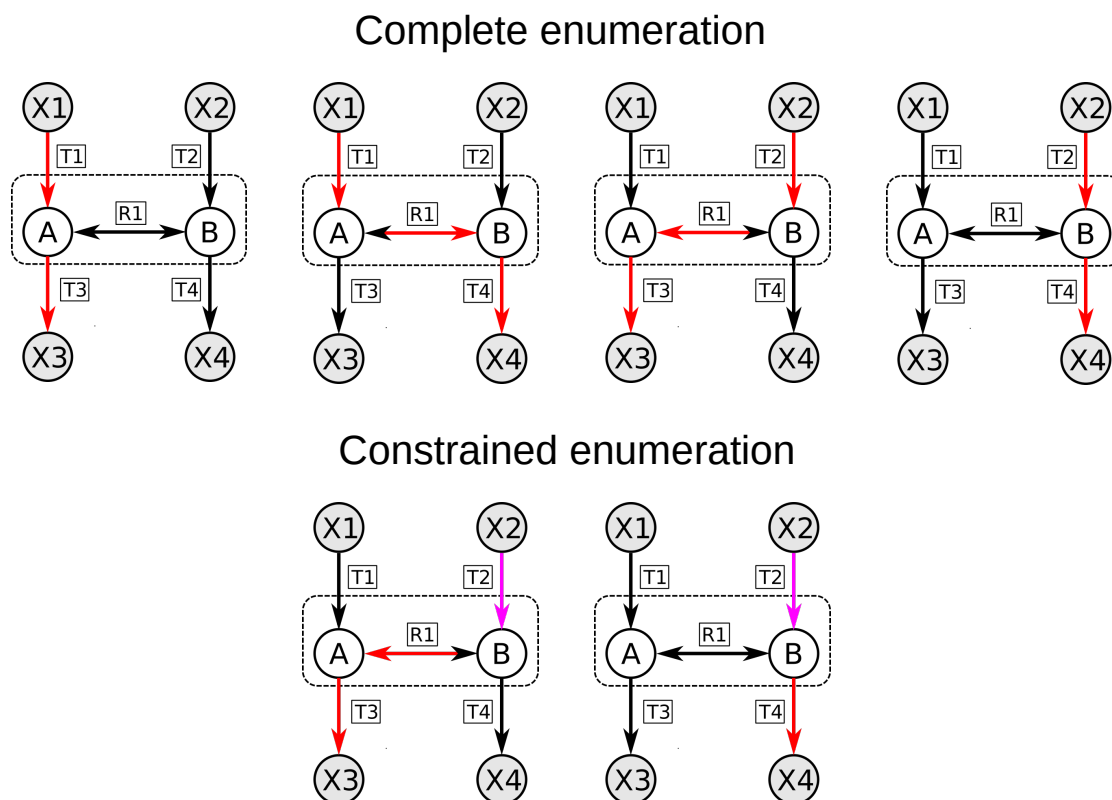 Complete enumeration
X1 X2 X1 X2 X1 X2 X1 X2
T1 T2 T1 T2 T1 T2 T1 T2
A R1 B A R1 B A R1 B A R1 B
T3 T4 T3 T4 T3 T4 T3 T4
X3 X4 X3 X4 X3 X4 X3 X4
Constrained enumeration
X1 X2 X1 X2
T1 T2 T1 T2
A R1 B A R1 B
T3 T4 T3 T4
X3 X4 X3 X4